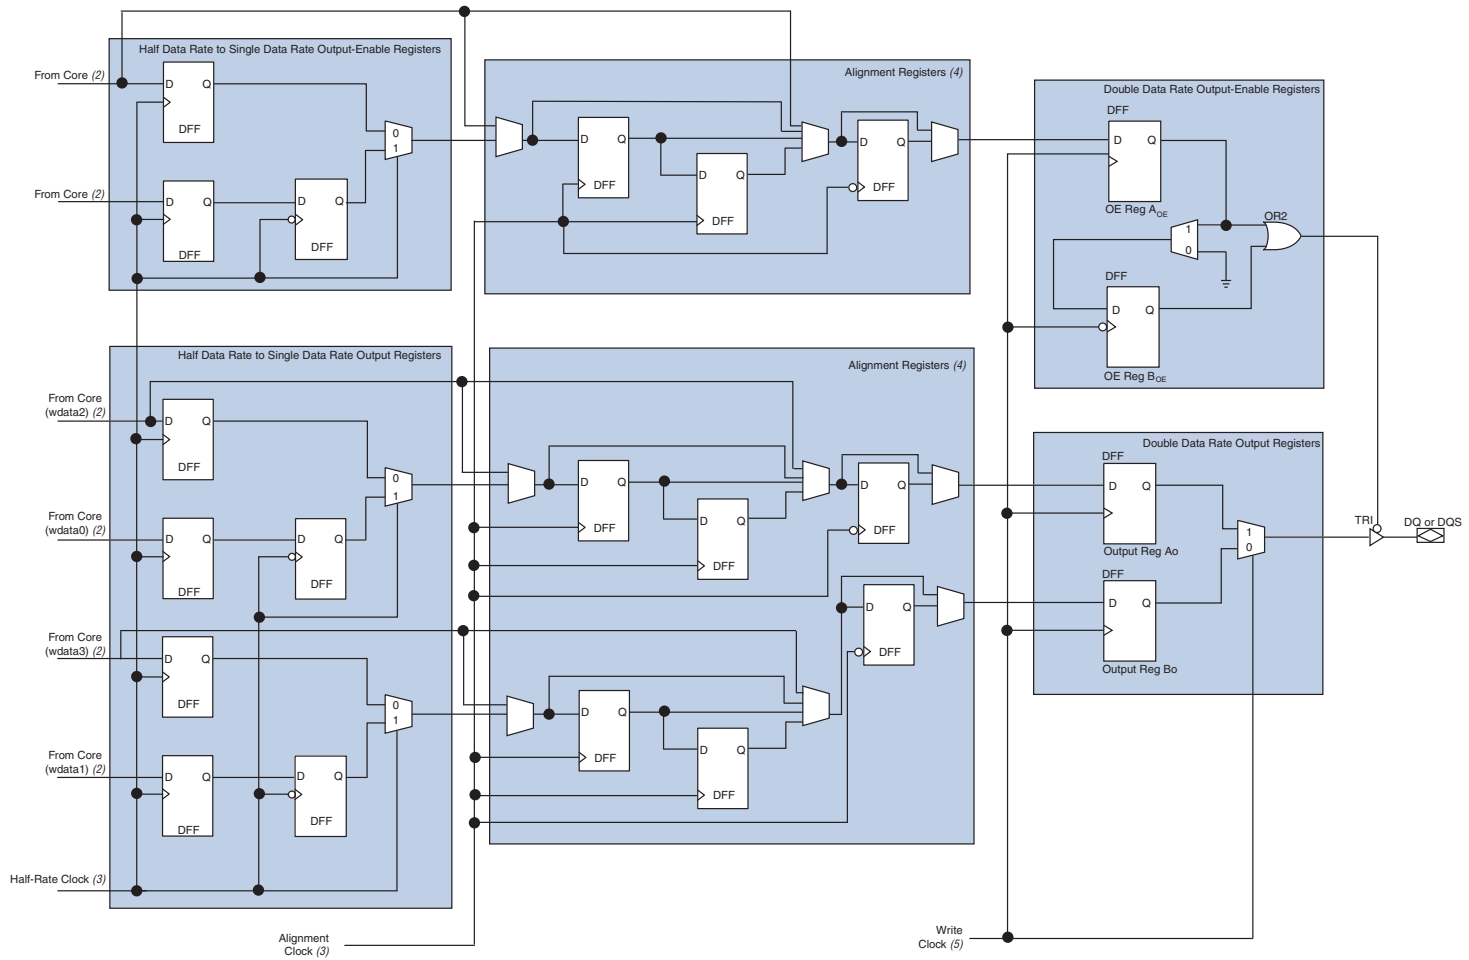 Half Data Rate to Single Data Rate Output-Enable Registers
From Core (2)
D Q
DFF
0
1
From Core (2)
D Q
DFF
D Q
DFF
Alignment Registers (4)
D Q
DFF
D Q
DFF
D Q
DFF
Double Data Rate Output-Enable Registers
DFF
D Q
OE Reg AOE
OR2
1
0
DFF
D Q
OE Reg BOE
Half Data Rate to Single Data Rate Output Registers
From Core
(wdata2) (2)
D Q
DFF
0
1
From Core
(wdata0) (2)
D Q
DFF
D Q
DFF
From Core
(wdata3) (2)
D Q
DFF
0
1
From Core
(wdata1) (2)
D Q
DFF
D Q
DFF
Half-Rate Clock (3)
Alignment Registers (4)
D Q
DFF
D Q
DFF
D Q
DFF
D Q
DFF
D Q
DFF
D Q
DFF
Alignment
Clock (3)
Double Data Rate Output Registers
DFF
D Q
Output Reg Ao
1
0
DFF
D Q
Output Reg Bo
TRI
DQ or DQS
Write
Clock (5)